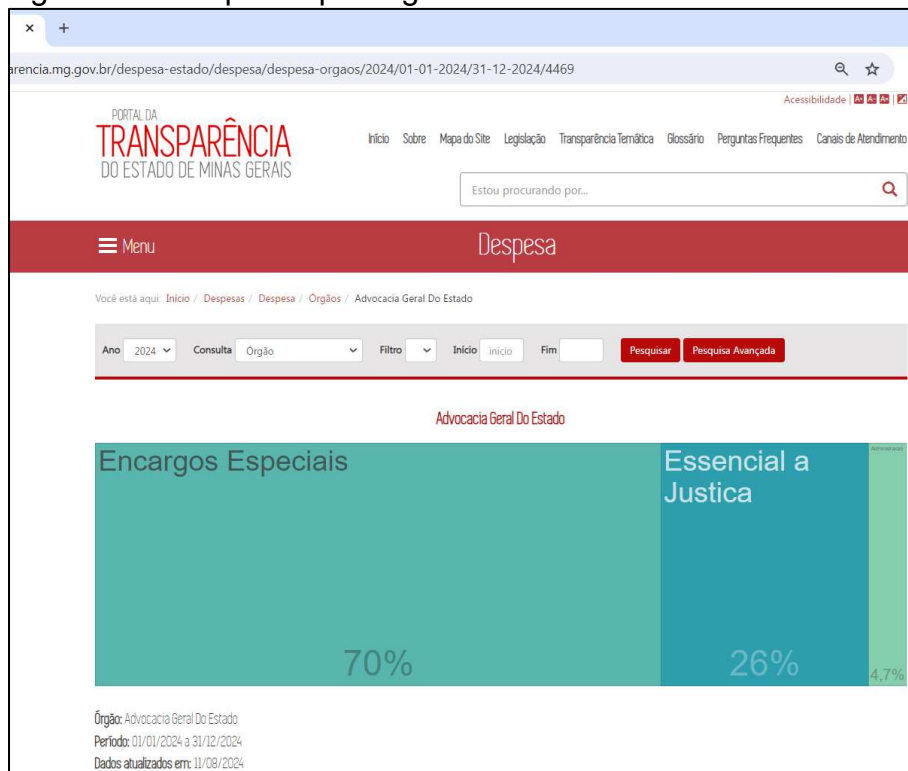 × +
arencia.mg.gov.br/despesa-estado/despesa/despesa-orgaos/2024/01-01-2024/31-12-2024/4469
Acessibilidade | A+ A- A+ |
PORTAL DA
TRANSPARÊNCIA
DO ESTADO DE MINAS GERAIS
Início Sobre Mapa do Site Legislação Transparência Temática Glossário Perguntas Frequentes Canais de Atendimento
Estou procurando por...
Menu
Despesa
Você está aqui: Início / Despesas / Despesa / Órgãos / Advocacia Geral Do Estado
Ano 2024 Consulta Órgão Filtro Início inicio Fim Pesquisar Pesquisa Avançada
Advocacia Geral Do Estado
Encargos Especiais
70%
Essencial a
Justica
26%
4,7%
Órgão: Advocacia Geral Do Estado
Período: 01/01/2024 a 31/12/2024
Dados atualizados em: 11/08/2024